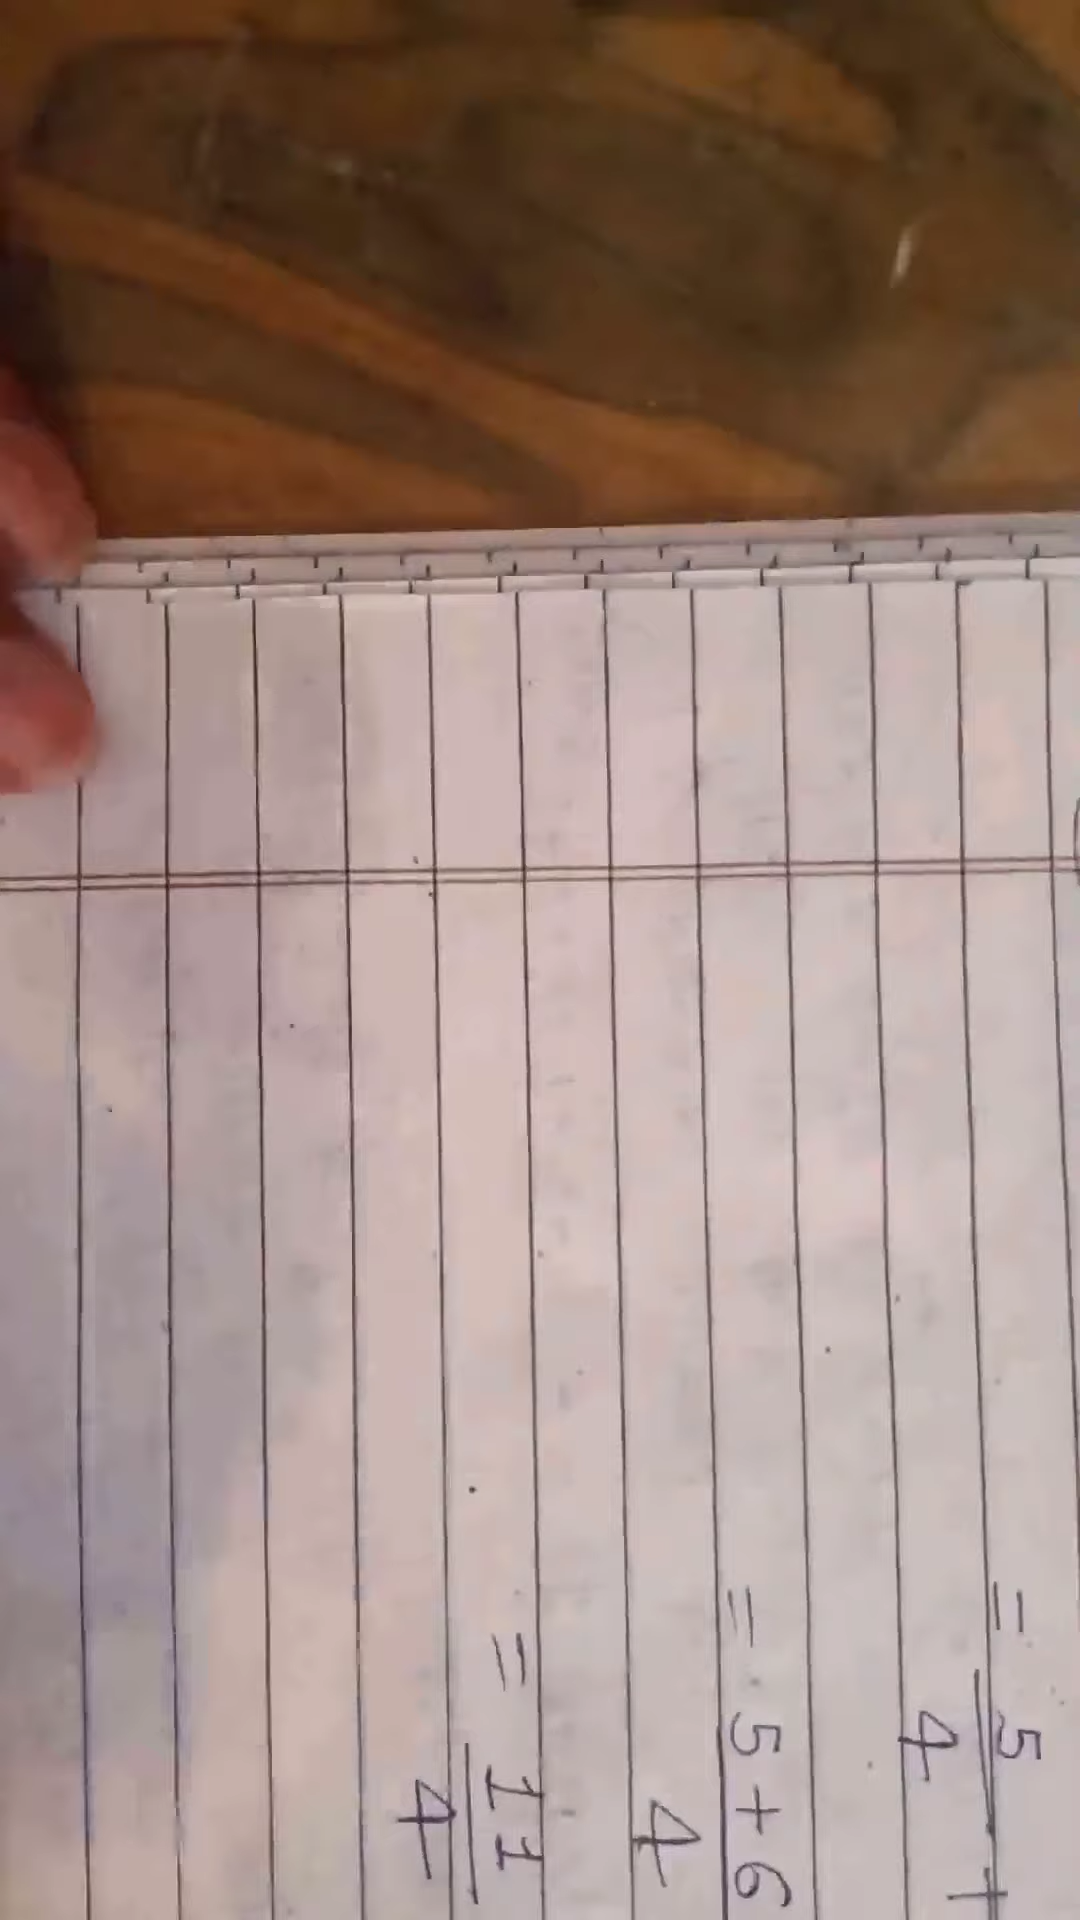 = 5/4 +
= 5+6/4
= 11/4